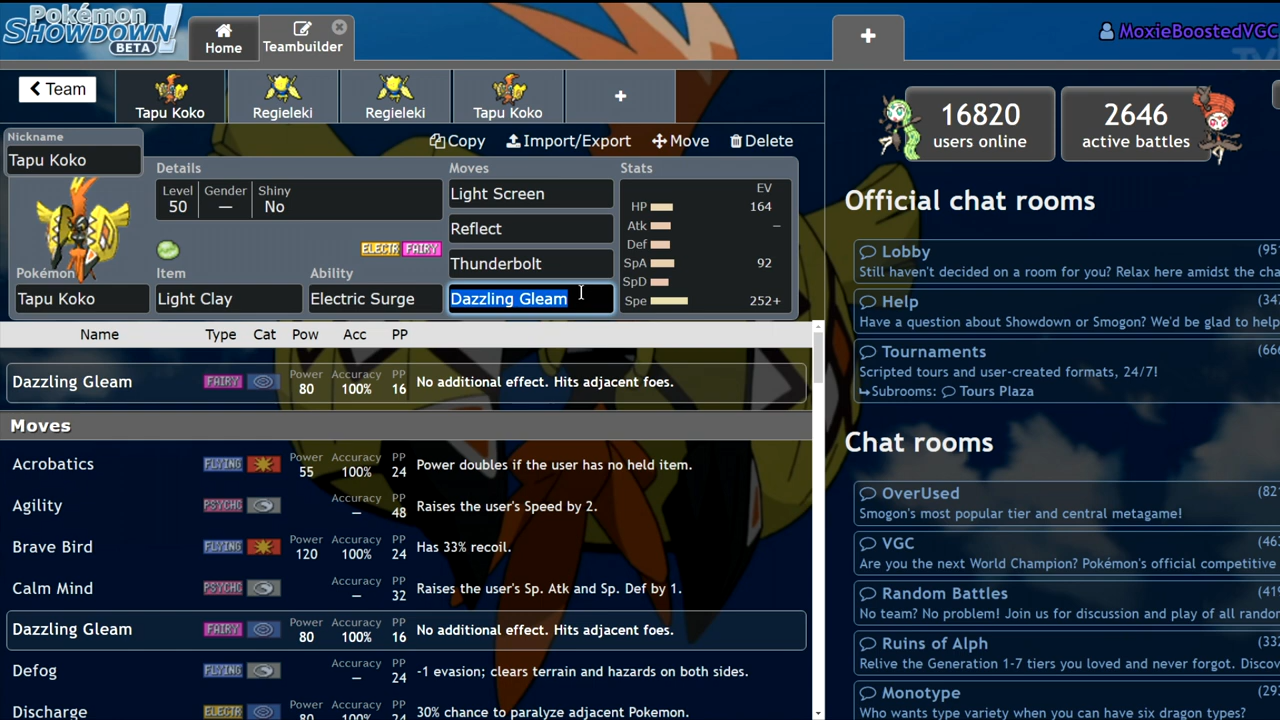 Pokémon
SHOWDOWN!
BETA
Home
Teambuilder
+
MoxieBoostedVGC
Team
Tapu Koko
Regieleki
Regieleki
Tapu Koko
+
Nickname
Tapu Koko
Copy
Import/Export
Move
Delete
Details
Level
50
Gender
—
Shiny
No
ELECTR
FAIRY
Pokémon
Tapu Koko
Item
Light Clay
Ability
Electric Surge
Moves
Light Screen
Reflect
Thunderbolt
Dazzling Gleam
Stats
EV
HP 164
Atk –
Def
SpA 92
SpD
Spe 252+
Name Type Cat Pow Acc PP
Dazzling Gleam FAIRY Power 80 Accuracy 100% PP 16 No additional effect. Hits adjacent foes.
Moves
Acrobatics FLYING Power 55 Accuracy 100% PP 24 Power doubles if the user has no held item.
Agility PSYCHC Accuracy — PP 48 Raises the user's Speed by 2.
Brave Bird FLYING Power 120 Accuracy 100% PP 24 Has 33% recoil.
Calm Mind PSYCHC Accuracy — PP 32 Raises the user's Sp. Atk and Sp. Def by 1.
Dazzling Gleam FAIRY Power 80 Accuracy 100% PP 16 No additional effect. Hits adjacent foes.
Defog FLYING Accuracy — PP 24 -1 evasion; clears terrain and hazards on both sides.
Discharge ELECTR Power 80 Accuracy 100% PP 24 30% chance to paralyze adjacent Pokemon.
16820
users online
2646
active battles
Official chat rooms
Lobby (951
Still haven't decided on a room for you? Relax here amidst the cha
Help (34
Have a question about Showdown or Smogon? We'd be glad to help
Tournaments (666
Scripted tours and user-created formats, 24/7!
Subrooms: Tours Plaza
Chat rooms
OverUsed (82
Smogon's most popular tier and central metagame!
VGC (463
Are you the next World Champion? Pokémon's official competitive
Random Battles (419
No team? No problem! Join us for discussion and play of all rando
Ruins of Alph (332
Relive the Generation 1-7 tiers you loved and never forgot. Discov
Monotype (292
Who wants type variety when you can have six dragon types?